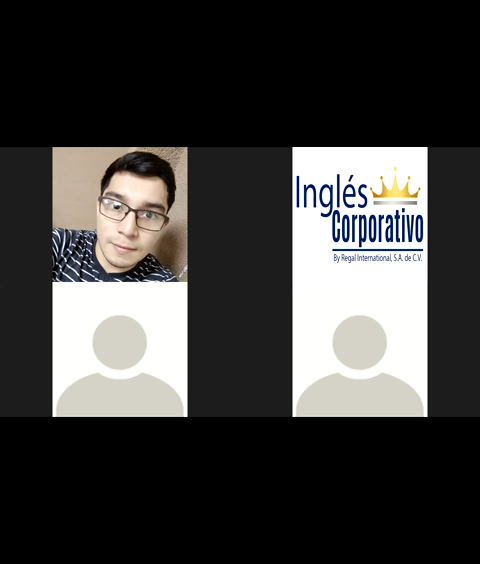 Inglés
Corporativo
By Regal International, S.A. de C.V.